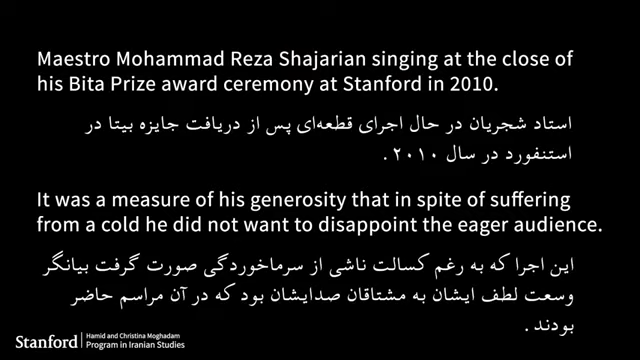 Maestro Mohammad Reza Shajarian singing at the close of
his Bita Prize award ceremony at Stanford in 2010.
استاد شجریان در حال اجرای قطعه‌ای پس از دریافت جایزه بیتا در
استنفورد در سال ۲۰۱۰ .
It was a measure of his generosity that in spite of suffering
from a cold he did not want to disappoint the eager audience.
این اجرا که به رغم کسالت ناشی از سرماخوردگی صورت گرفت بیانگر
وسعت لطف ایشان به مشتاقان صدایشان بود که در آن مراسم حاضر
بودند .
Stanford
Hamid and Christina Moghadam
Program in Iranian Studies